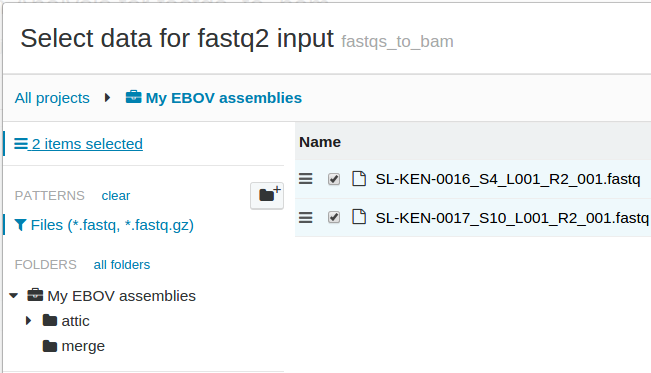 Select data for fastq2 input fastqs_to_bam
All projects My EBOV assemblies
2 items selected
Name
SL-KEN-0016_S4_L001_R2_001.fastq
PATTERNS clear
SL-KEN-0017_S10_L001_R2_001.fastq
Files (*.fastq, *.fastq.gz)
FOLDERS all folders
My EBOV assemblies
attic
merge